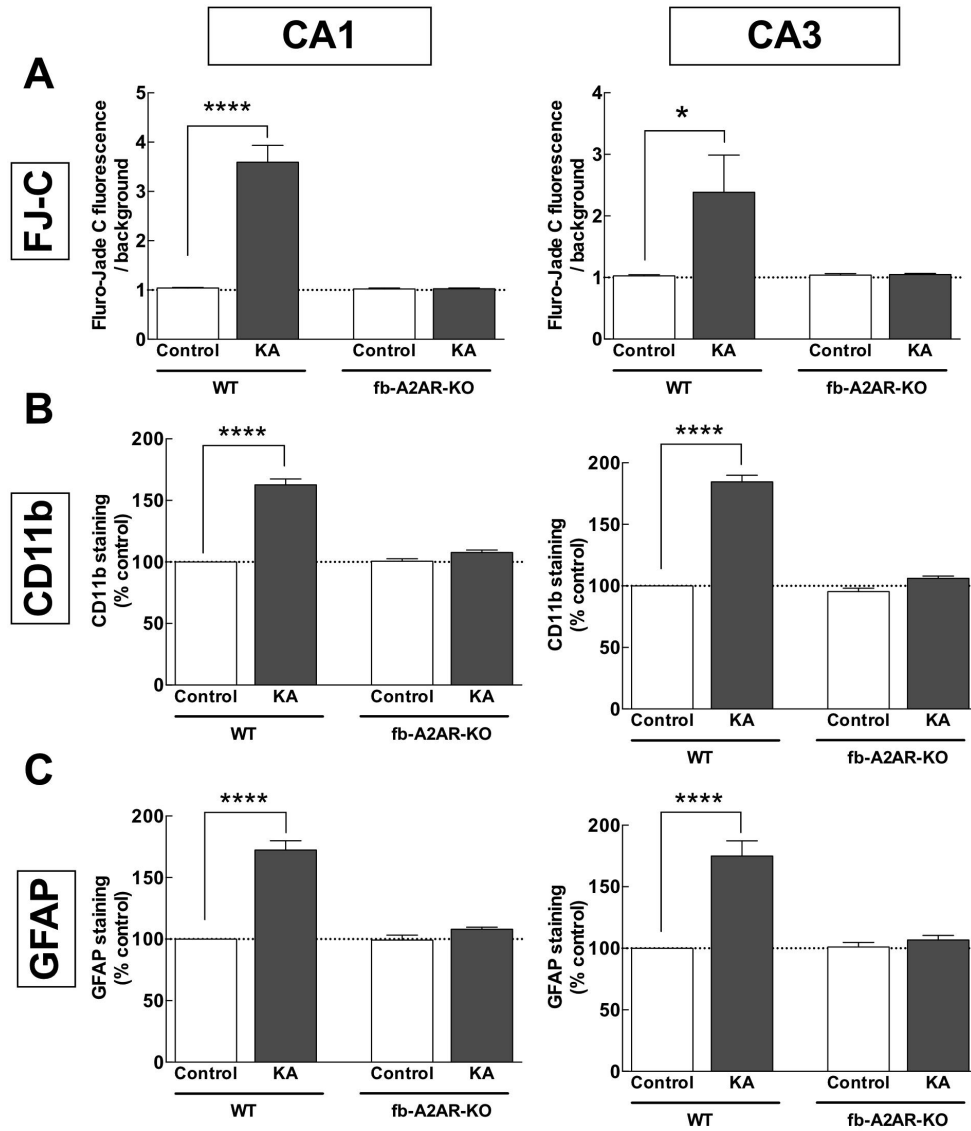 CA1
CA3
A
FJ-C
Fluro-Jade C fluorescence
/ background
5
4
3
2
1
0
****
Control
KA
Control
KA
WT
fb-A2AR-KO
Fluro-Jade C fluorescence
/ background
4
3
2
1
0
*
Control
KA
Control
KA
WT
fb-A2AR-KO
B
CD11b
CD11b staining
(% control)
200
150
100
50
0
****
Control
KA
Control
KA
WT
fb-A2AR-KO
CD11b staining
(% control)
200
150
100
50
0
****
Control
KA
Control
KA
WT
fb-A2AR-KO
C
GFAP
GFAP staining
(% control)
200
150
100
50
0
****
Control
KA
Control
KA
WT
fb-A2AR-KO
GFAP staining
(% control)
200
150
100
50
0
****
Control
KA
Control
KA
WT
fb-A2AR-KO